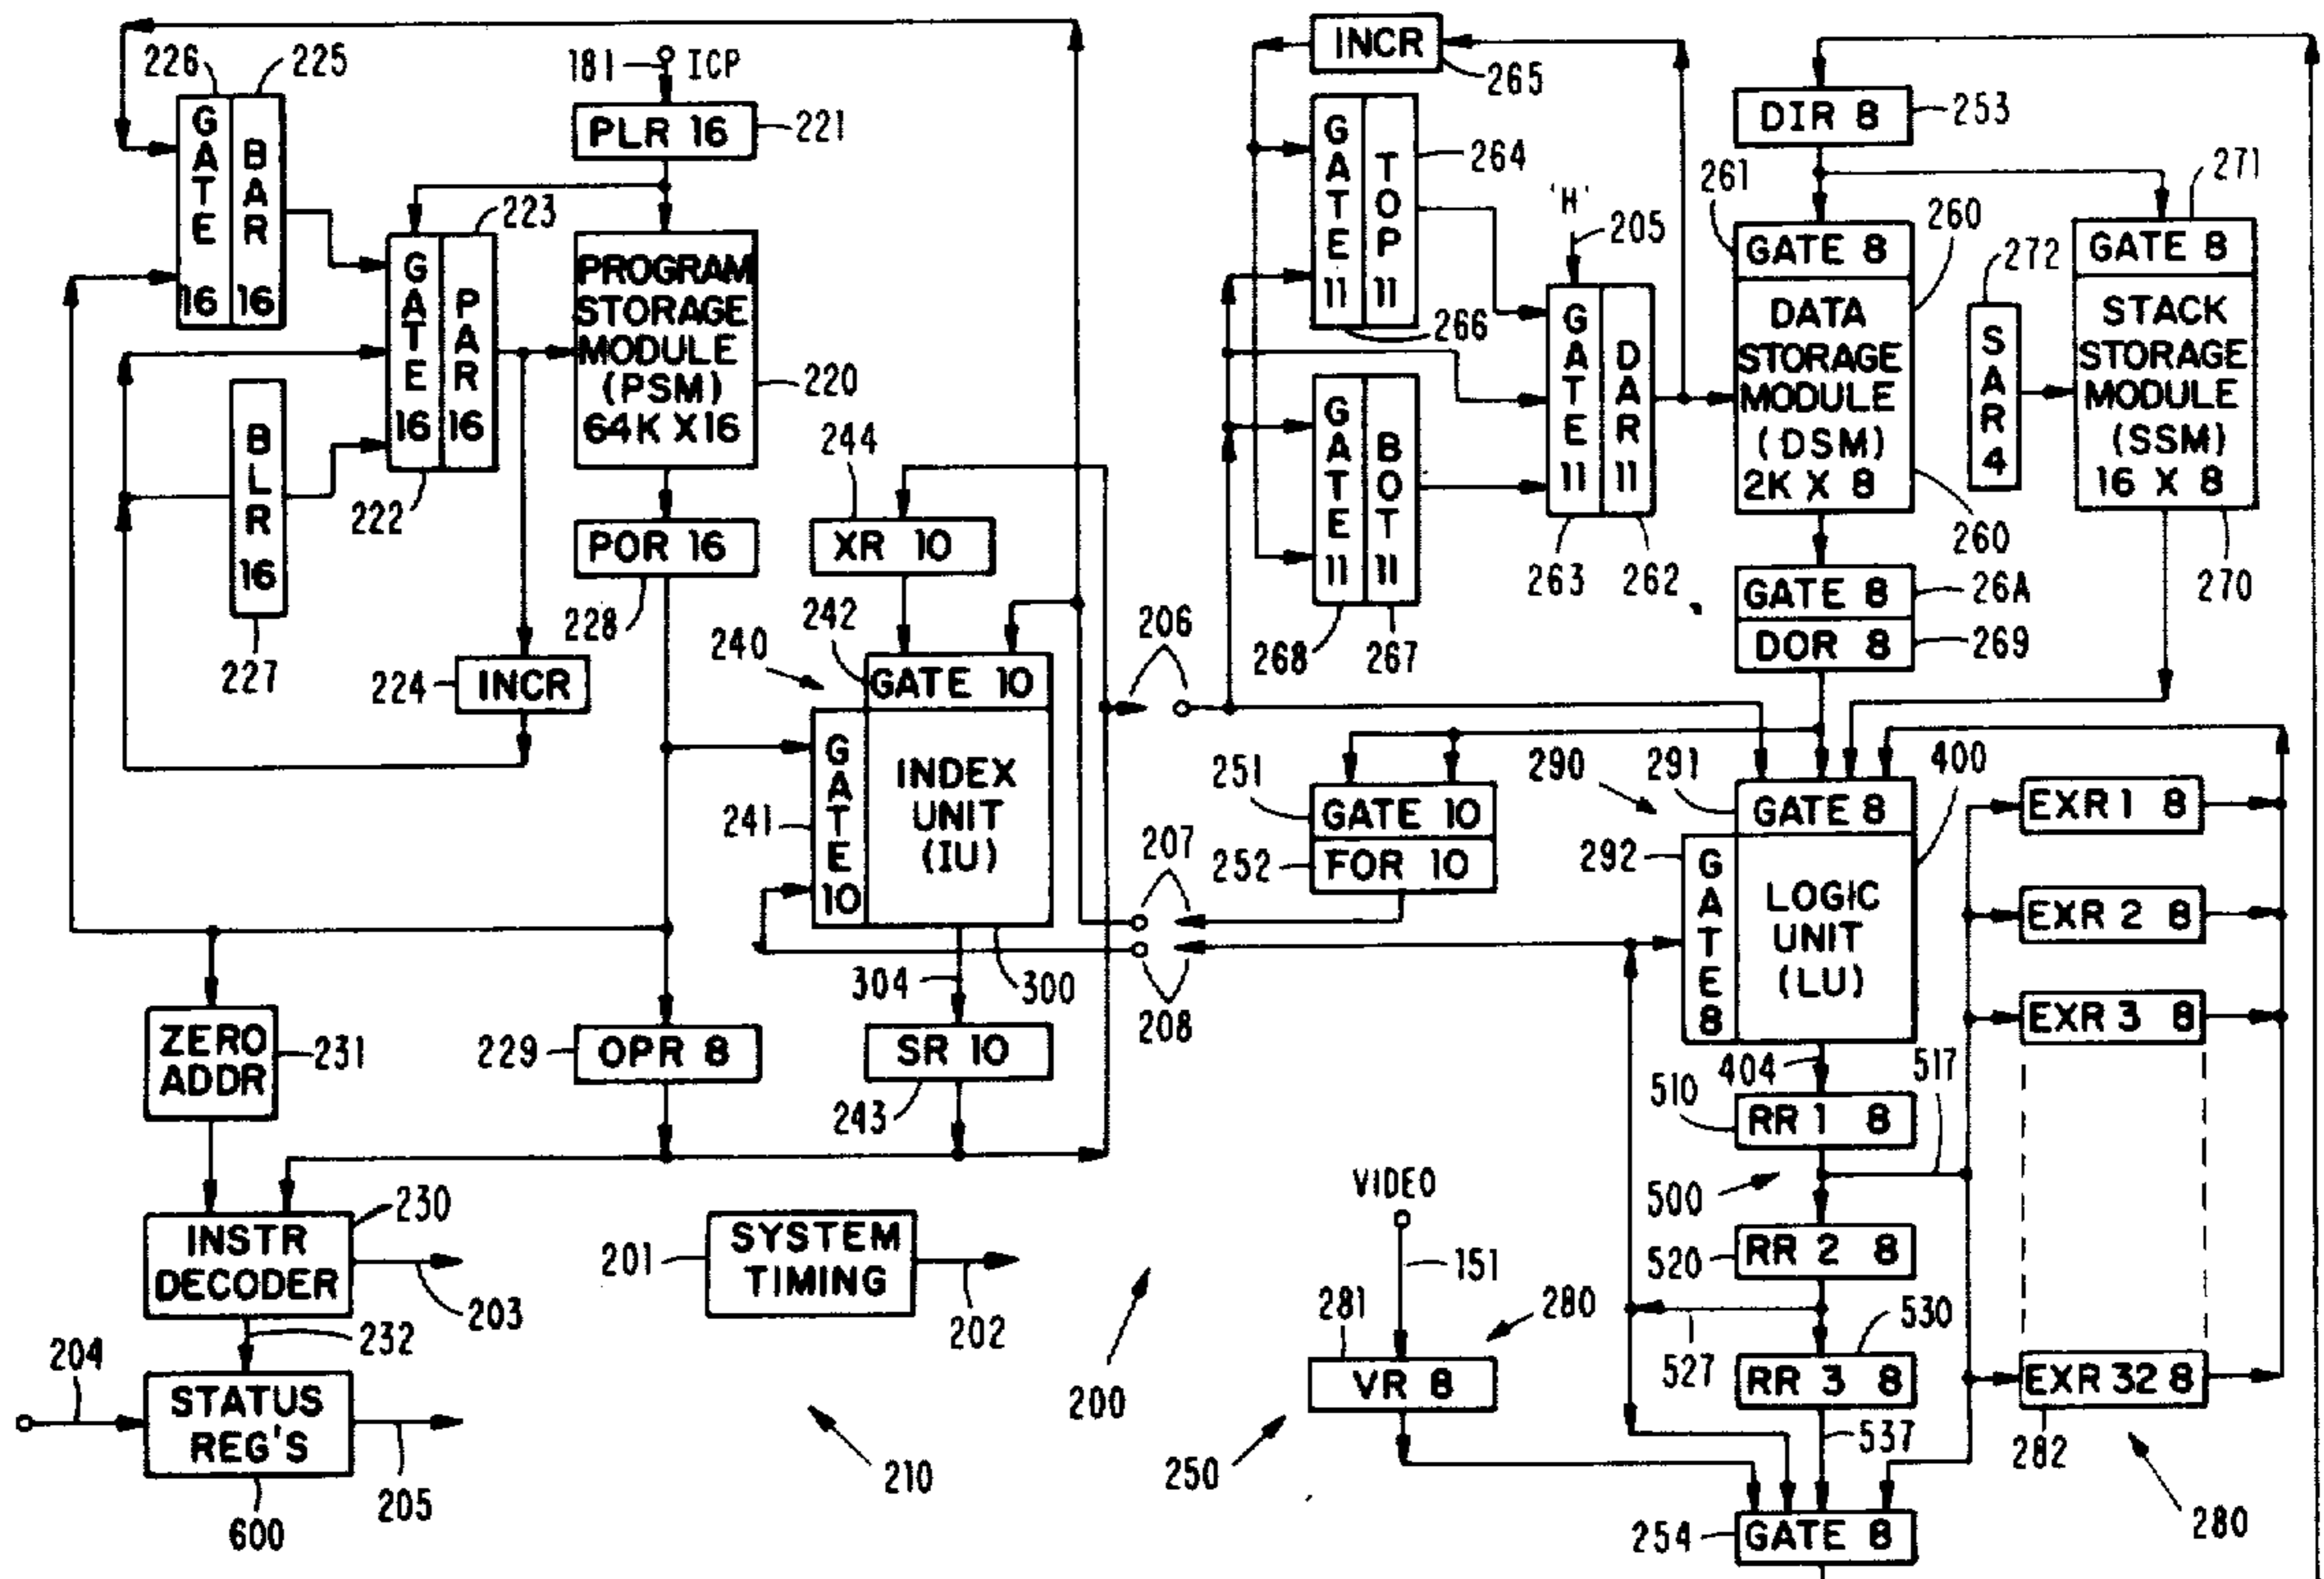 226
225
GATE 16
BAR 16
181
ICP
PLR 16
221
223
GATE 16
PAR 16
222
PROGRAM
STORAGE
MODULE
(PSM)
64K X 16
220
BLR 16
227
POR 16
228
224
INCR
244
XR 10
242
240
GATE 10
241
GATE 10
INDEX
UNIT
(IU)
304
300
ZERO
ADDR
231
229
OPR 8
SR 10
243
INSTR
DECODER
230
203
232
204
STATUS
REG'S
205
600
201
SYSTEM
TIMING
202
210
200
206
207
208
INCR
265
GATE 11
TOP 11
264
266
GATE 11
BOT 11
268
267
'H'
205
GATE 11
DAR 11
263
262
DIR 8
253
261
GATE 8
260
DATA
STORAGE
MODULE
(DSM)
2K X 8
260
271
GATE 8
272
SAR 4
STACK
STORAGE
MODULE
(SSM)
16 X 8
270
GATE 8
26A
DOR 8
269
251
GATE 10
252
FOR 10
290
291
GATE 8
400
292
GATE 8
LOGIC
UNIT
(LU)
EXR 1 8
EXR 2 8
EXR 3 8
EXR 32 8
282
280
404
517
510
RR 1 8
500
520
RR 2 8
527
530
RR 3 8
537
VIDEO
151
281
280
VR 8
250
254
GATE 8